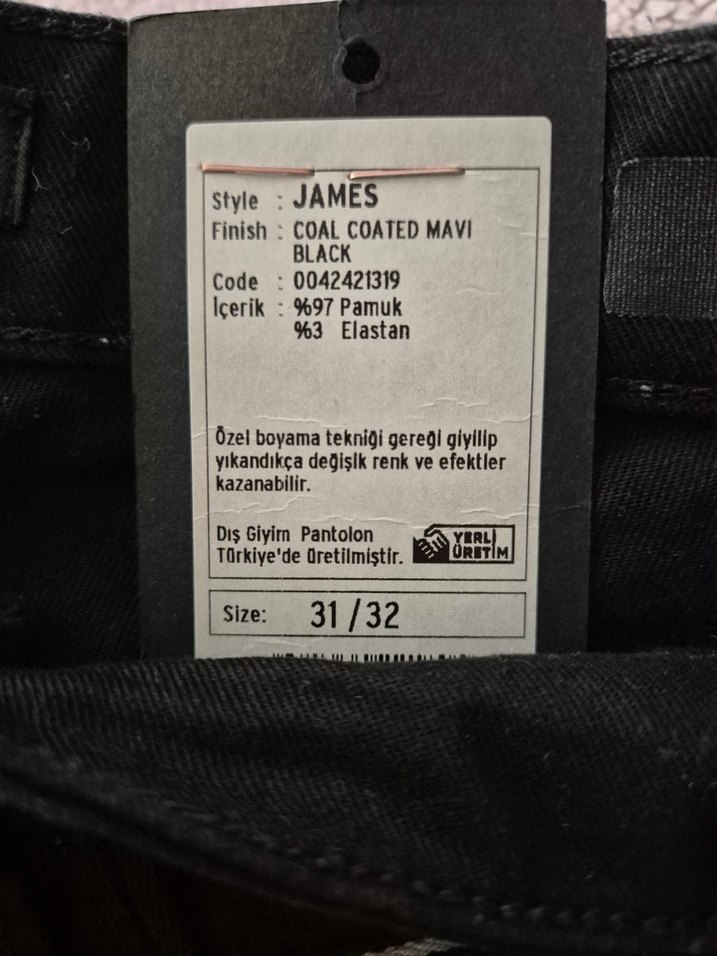 Style : JAMES
Finish : COAL COATED MAVI
BLACK
Code : 0042421319
İçerik : %97 Pamuk
%3 Elastan
Özel boyama tekniği gereği giyilip
yıkandıkça değişik renk ve efektler
kazanabilir.
Dış Giyim Pantolon
Türkiye'de üretilmiştir.
YERLİ
ÜRETİM
Size: 31/32